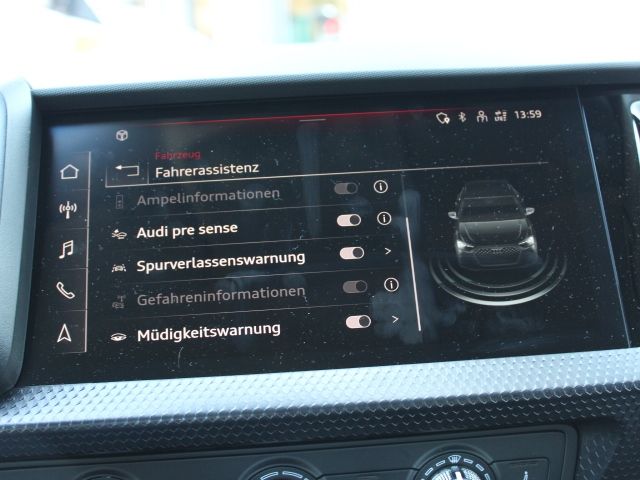 13:59
Fahrzeug
Fahrerassistenz
Ampelinformationen
Audi pre sense
Spurverlassenswarnung
Gefahreninformationen
Müdigkeitswarnung